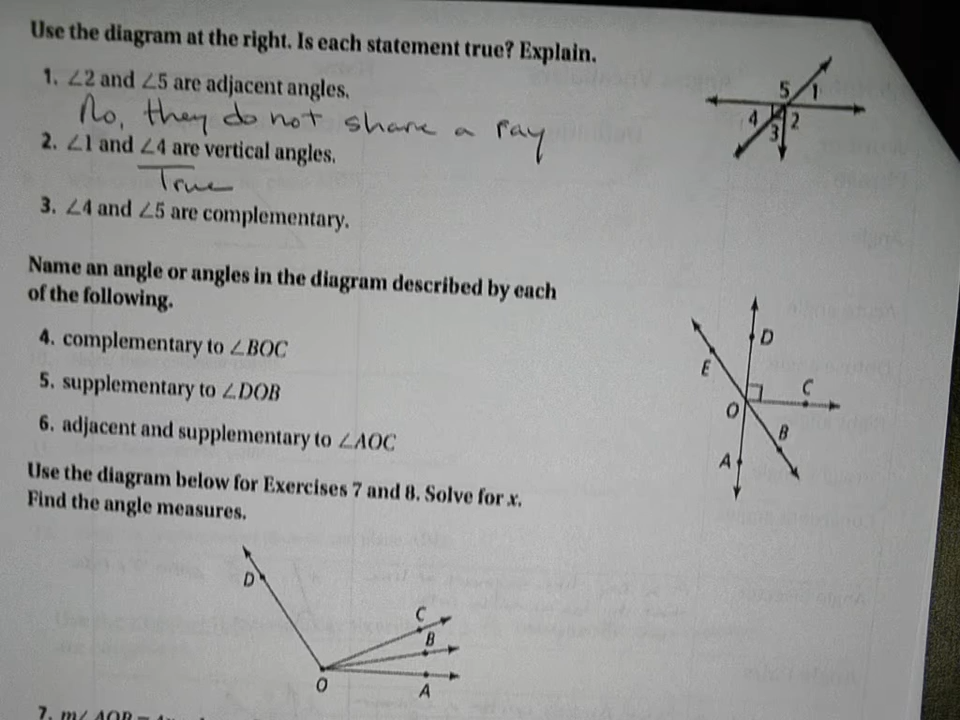 Use the diagram at the right. Is each statement true? Explain.
1. ∠2 and ∠5 are adjacent angles.
No, they do not share a ray
2. ∠1 and ∠4 are vertical angles.
True
3. ∠4 and ∠5 are complementary.
5 1
4 3 2
Name an angle or angles in the diagram described by each
of the following.
4. complementary to ∠BOC
5. supplementary to ∠DOB
6. adjacent and supplementary to ∠AOC
D
E
C
O
B
A
Use the diagram below for Exercises 7 and 8. Solve for x.
Find the angle measures.
D
C
B
O
A
7. m∠AOB